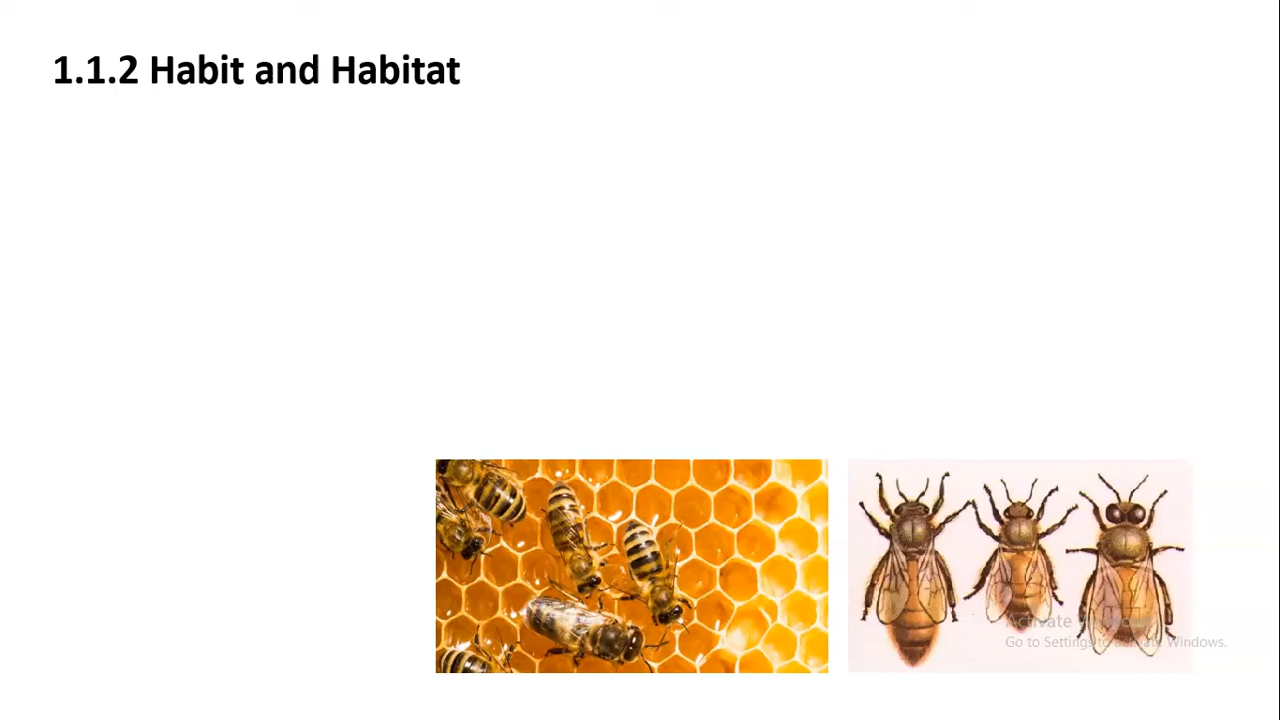 1.1.2 Habit and Habitat
Activate Windows
Go to Settings to activate Windows.